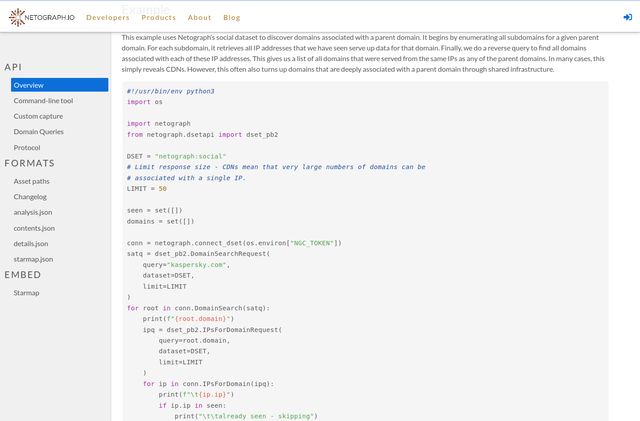 Example
NETOGRAPH.IO
Developers Products About Blog
API
Overview
Command-line tool
Custom capture
Domain Queries
Protocol
FORMATS
Asset paths
Changelog
analysis.json
contents.json
details.json
starmap.json
EMBED
Starmap
This example uses Netograph's social dataset to discover domains associated with a parent domain. It begins by enumerating all subdomains for a given parent
domain. For each subdomain, it retrieves all IP addresses that we have seen serve up data for that domain. Finally, we do a reverse query to find all domains
associated with each of these IP addresses. This gives us a list of all domains that were served from the same IPs as any of the parent domains. In many cases, this
simply reveals CDNs. However, this often also turns up domains that are deeply associated with a parent domain through shared infrastructure.
#!/usr/bin/env python3
import os
import netograph
from netograph.dsetapi import dset_pb2
DSET = "netograph:social"
# Limit response size - CDNs mean that very large numbers of domains can be
# associated with a single IP.
LIMIT = 50
seen = set([])
domains = set([])
conn = netograph.connect_dset(os.environ["NGC_TOKEN"])
satq = dset_pb2.DomainSearchRequest(
    query="kaspersky.com",
    dataset=DSET,
    limit=LIMIT
)
for root in conn.DomainSearch(satq):
    print(f"{root.domain}")
    ipq = dset_pb2.IPsForDomainRequest(
        query=root.domain,
        dataset=DSET,
        limit=LIMIT
    )
    for ip in conn.IPsForDomain(ipq):
        print(f"\t{ip.ip}")
        if ip.ip in seen:
            print("\t\talready seen - skipping")